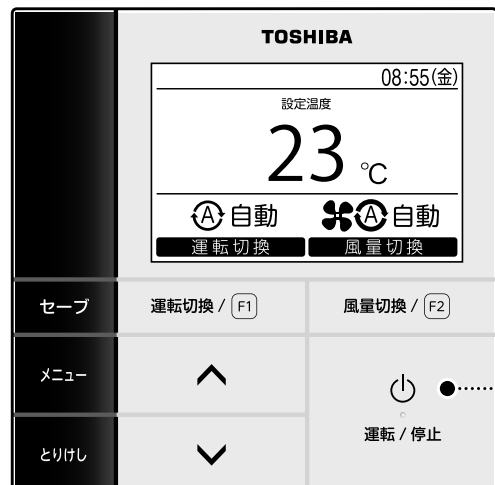 TOSHIBA
08:55(金)
設定温度
23 ℃
Ⓐ自動 Ⓐ自動
運転切換 風量切換
セーブ 運転切換 / F1 風量切換 / F2
メニュー
運転 / 停止
とりけし